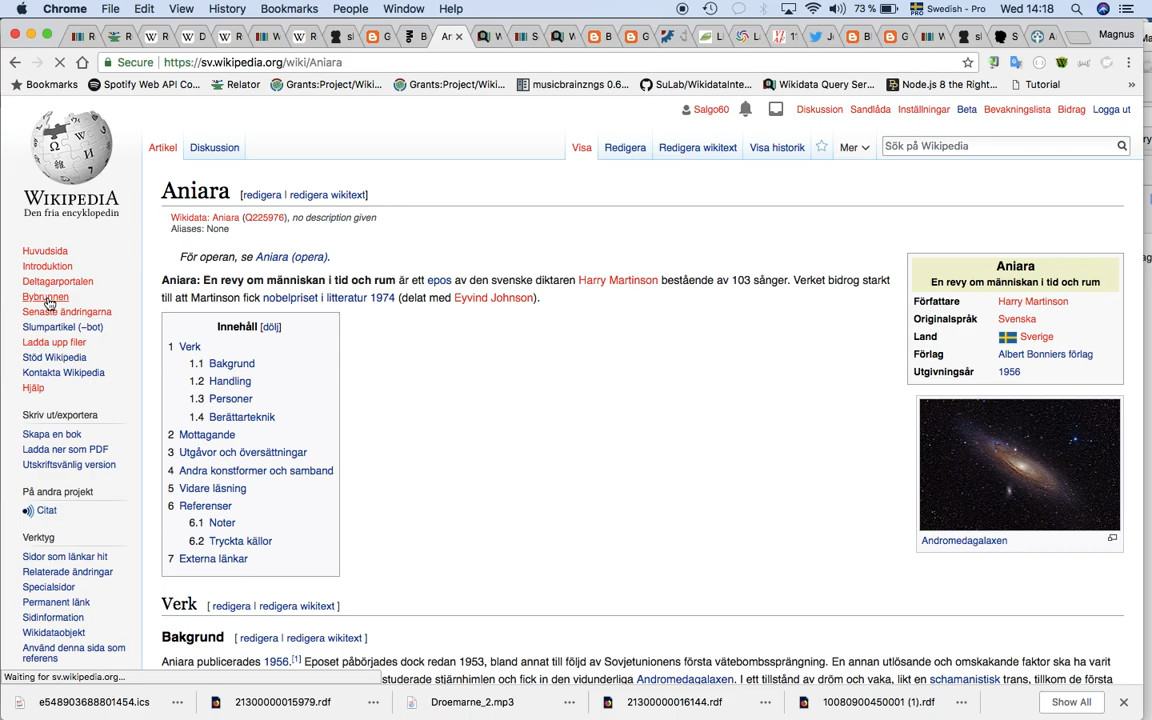 Chrome File Edit View History Bookmarks People Window Help 73 % Swedish - Pro Wed 14:18
Magnus
Secure https://sv.wikipedia.org/wiki/Aniara
Bookmarks Spotify Web API Co... Relator Grants:Project/Wiki... Grants:Project/Wiki... musicbrainzngs 0.6... SuLab/WikidataInte... Wikidata Query Ser... Node.js 8 the Right... Tutorial »
Salgo60 Diskussion Sandlåda Inställningar Beta Bevakningslista Bidrag Logga ut
Artikel Diskussion Visa Redigera Redigera wikitext Visa historik Mer Sök på Wikipedia
WIKIPEDIA
Den fria encyklopedin
Huvudsida
Introduktion
Deltagarportalen
Bybrunnen
Senaste ändringarna
Slumpartikel (−bot)
Ladda upp filer
Stöd Wikipedia
Kontakta Wikipedia
Hjälp
Skriv ut/exportera
Skapa en bok
Ladda ner som PDF
Utskriftsvänlig version
På andra projekt
Citat
Verktyg
Sidor som länkar hit
Relaterade ändringar
Specialsidor
Permanent länk
Sidinformation
Wikidataobjekt
Använd denna sida som
referens
Aniara [redigera | redigera wikitext]
Wikidata: Aniara (Q225976), no description given
Aliases: None
För operan, se Aniara (opera).
Aniara: En revy om människan i tid och rum är ett epos av den svenske diktaren Harry Martinson bestående av 103 sånger. Verket bidrog starkt
till att Martinson fick nobelpriset i litteratur 1974 (delat med Eyvind Johnson).
Innehåll [dölj]
1 Verk
1.1 Bakgrund
1.2 Handling
1.3 Personer
1.4 Berättarteknik
2 Mottagande
3 Utgåvor och översättningar
4 Andra konstformer och samband
5 Vidare läsning
6 Referenser
6.1 Noter
6.2 Tryckta källor
7 Externa länkar
Aniara
En revy om människan i tid och rum
Författare Harry Martinson
Originalspråk Svenska
Land Sverige
Förlag Albert Bonniers förlag
Utgivningsår 1956
Andromedagalaxen
Verk [ redigera | redigera wikitext ]
Bakgrund [ redigera | redigera wikitext ]
Aniara publicerades 1956.[1] Eposet påbörjades dock redan 1953, bland annat till följd av Sovjetunionens första vätebombssprängning. En annan utlösande och omskakande faktor ska ha varit
studerade stjärnhimlen och fick in den vidunderliga Andromedagalaxen. I ett tillstånd av dröm och vaka, likt en schamanistisk trans, tillkom de första
Waiting for sv.wikipedia.org...
e548903688801454.ics 21300000015979.rdf Droemarne_2.mp3 21300000016144.rdf 10080900450001 (1).rdf Show All